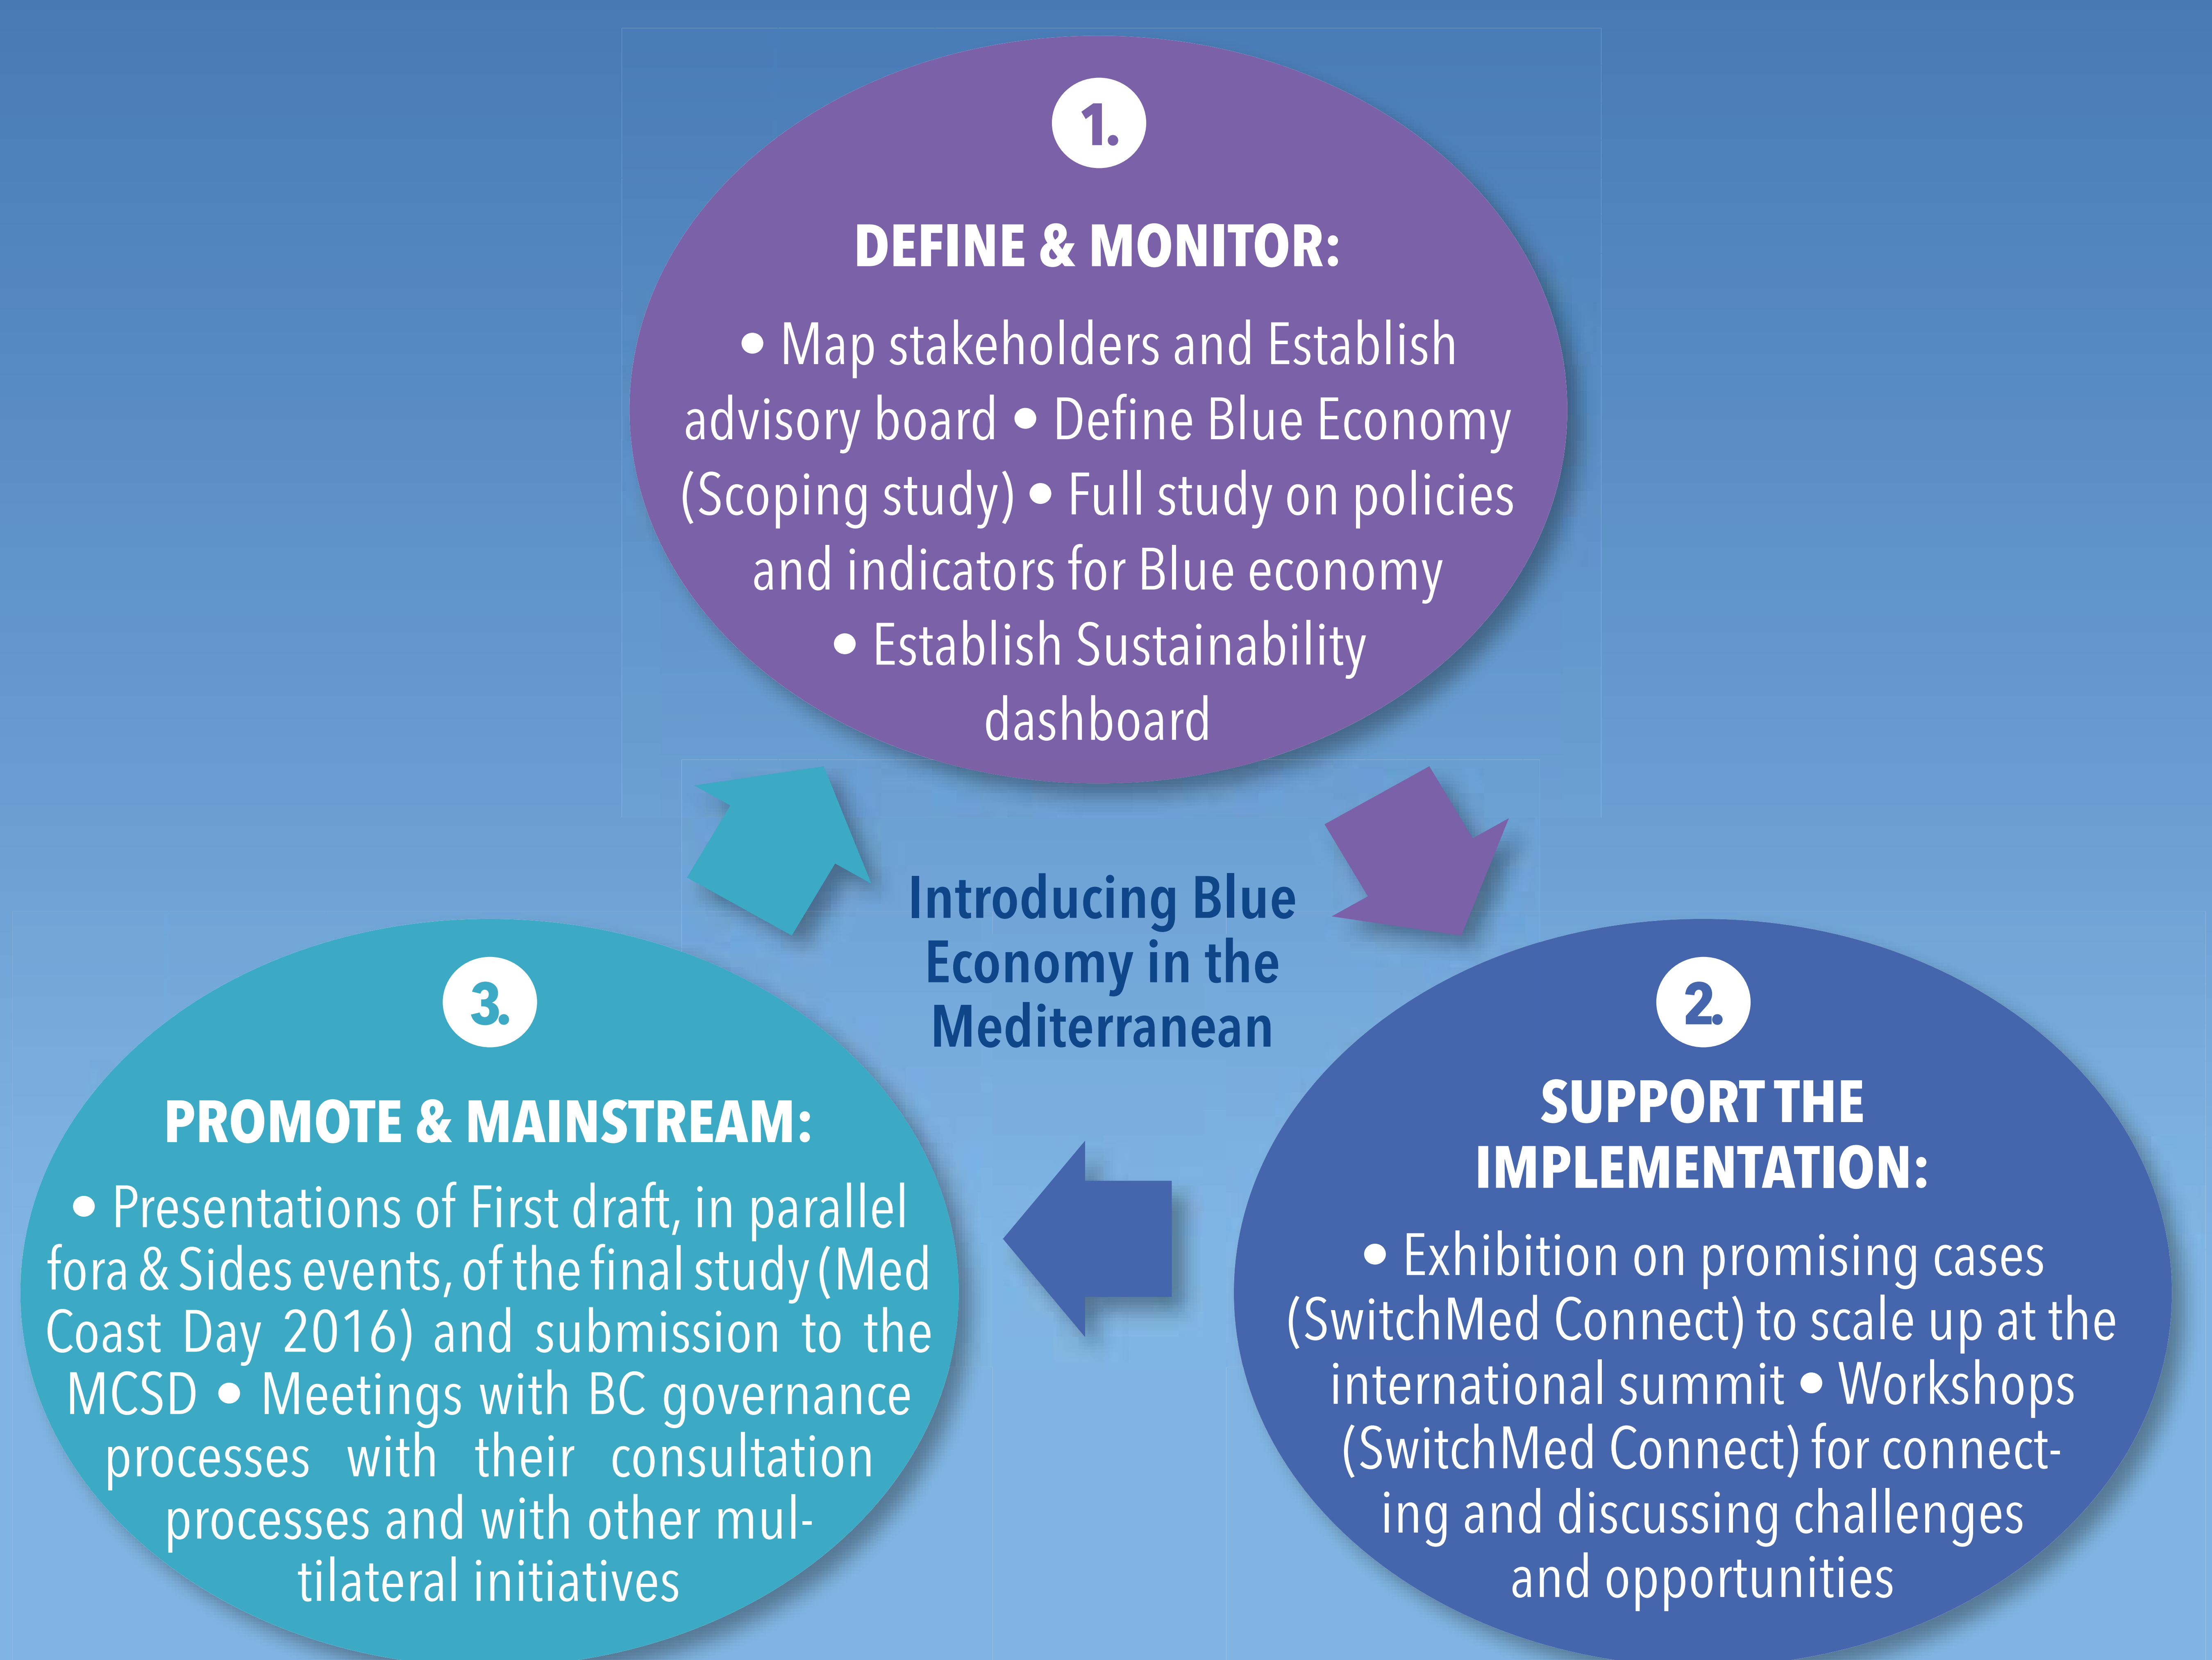 1.
DEFINE & MONITOR:
• Map stakeholders and Establish
advisory board • Define Blue Economy
(Scoping study) • Full study on policies
and indicators for Blue economy
• Establish Sustainability
dashboard
Introducing Blue
Economy in the
Mediterranean
2.
SUPPORT THE
IMPLEMENTATION:
• Exhibition on promising cases
(SwitchMed Connect) to scale up at the
international summit • Workshops
(SwitchMed Connect) for connect-
ing and discussing challenges
and opportunities
3.
PROMOTE & MAINSTREAM:
• Presentations of First draft, in parallel
fora & Sides events, of the final study (Med
Coast Day 2016) and submission to the
MCSD • Meetings with BC governance
processes with their consultation
processes and with other mul-
tilateral initiatives